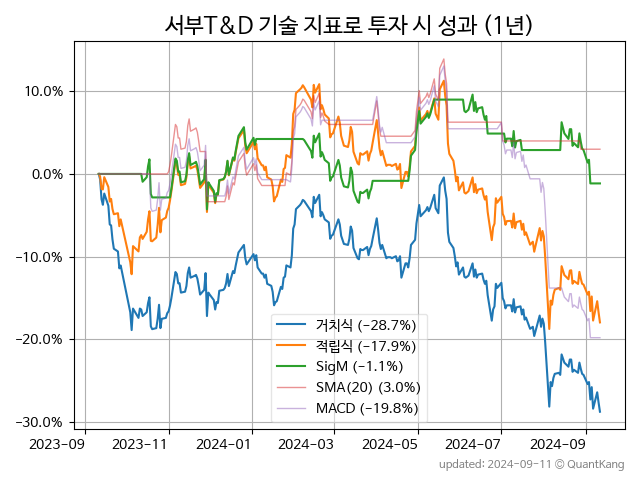 서부T&D 기술 지표로 투자 시 성과 (1년)
10.0%
0.0%
−10.0%
−20.0%
−30.0%
거치식 (−28.7%)
적립식 (−17.9%)
SigM (−1.1%)
SMA(20) (3.0%)
MACD (−19.8%)
2023-09 2023-11 2024-01 2024-03 2024-05 2024-07 2024-09
updated: 2024-09-11 © QuantKang